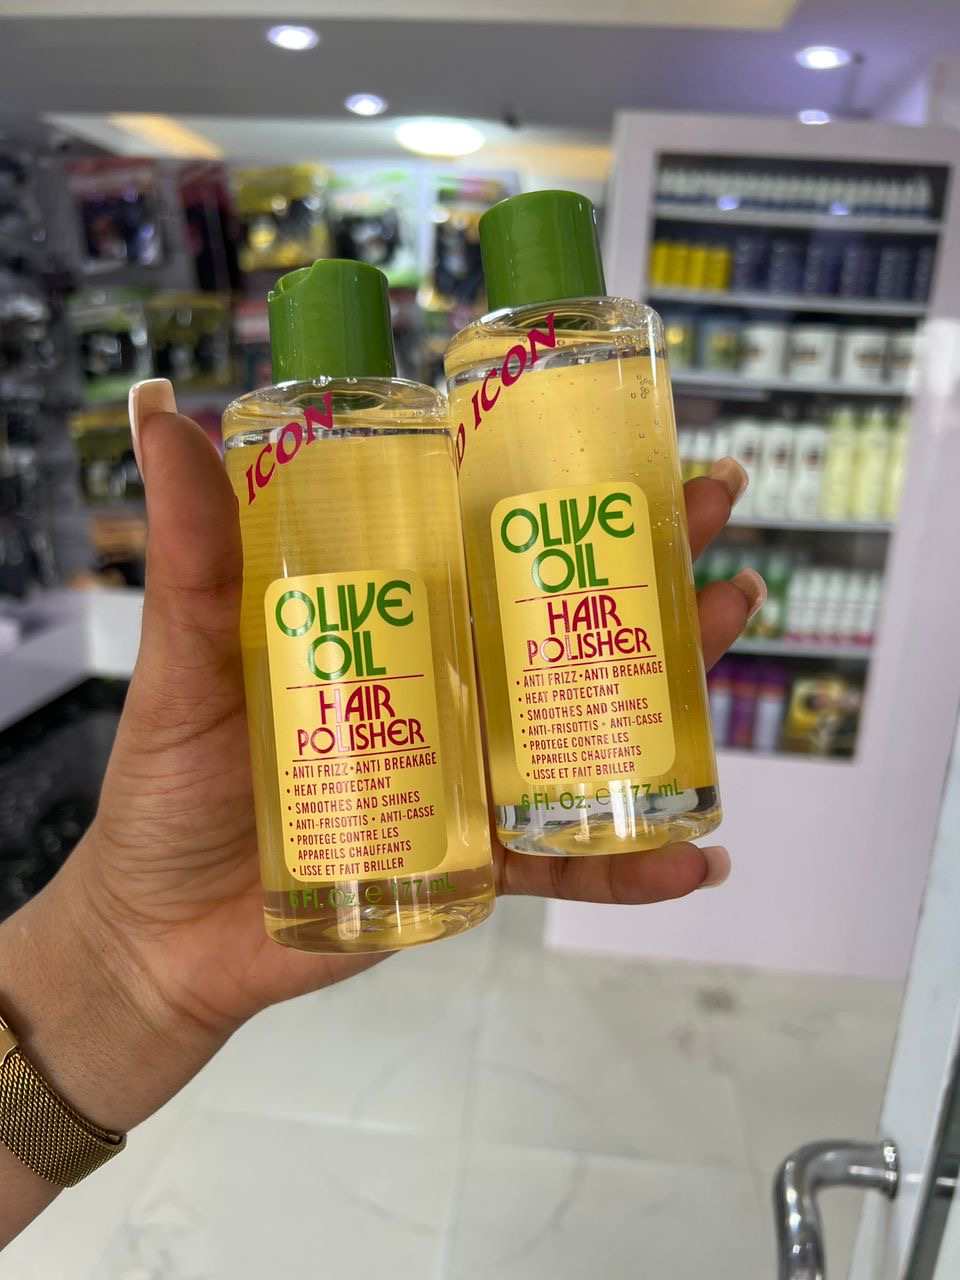 ICON
OLIVE
OIL
HAIR
POLISHER
• ANTI FRIZZ • ANTI BREAKAGE
• HEAT PROTECTANT
• SMOOTHES AND SHINES
• ANTI-FRISOTTIS • ANTI-CASSE
• PROTEGE CONTRE LES
APPAREILS CHAUFFANTS
• LISSE ET FAIT BRILLER
6 Fl. Oz. ℮ 177 mL
ICON
OLIVE
OIL
HAIR
POLISHER
• ANTI FRIZZ • ANTI BREAKAGE
• HEAT PROTECTANT
• SMOOTHES AND SHINES
• ANTI-FRISOTTIS • ANTI-CASSE
• PROTEGE CONTRE LES
APPAREILS CHAUFFANTS
• LISSE ET FAIT BRILLER
6 Fl. Oz. ℮ 177 mL